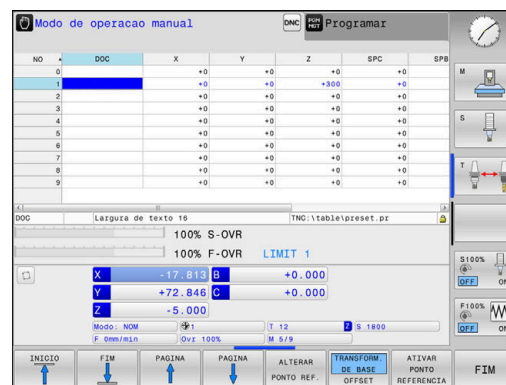 Modo de operacao manual
DNC
PGM
MGT
Programar
NO DOC X Y Z SPC SPB
0 +0 +0 +0 +0
1 +0 +0 +300 +0
2 +0 +0 +0 +0
3 +0 +0 +0 +0
4 +0 +0 +0 +0
5 +0 +0 +0 +0
6 +0 +0 +0 +0
7 +0 +0 +0 +0
8 +0 +0 +0 +0
9 +0 +0 +0 +0
DOC Largura de texto 16 TNC:\table\preset.pr
100% S-OVR
100% F-OVR LIMIT 1
X -17.813 B +0.000
Y +72.846 C +0.000
Z -5.000
Modo: NOM 1 T 12 Z S 1800
F 0mm/min Ovr 100% M 5/9
M
S
T
S100%
OFF ON
F100%
OFF ON
INICIO
FIM
PAGINA
PAGINA
ALTERAR
PONTO REF.
TRANSFORM.
DE BASE
OFFSET
ATIVAR
PONTO
REFERENCIA
FIM